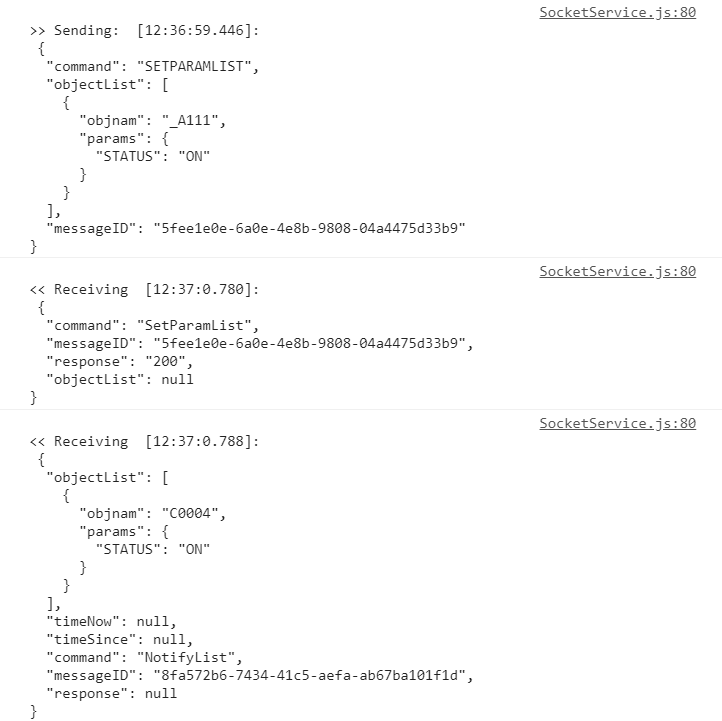 SocketService.js:80
>> Sending:  [12:36:59.446]:
 {
  "command": "SETPARAMLIST",
  "objectList": [
    {
      "objnam": "_A111",
      "params": {
        "STATUS": "ON"
      }
    }
  ],
  "messageID": "5fee1e0e-6a0e-4e8b-9808-04a4475d33b9"
}
SocketService.js:80
<< Receiving  [12:37:0.780]:
 {
  "command": "SetParamList",
  "messageID": "5fee1e0e-6a0e-4e8b-9808-04a4475d33b9",
  "response": "200",
  "objectList": null
}
SocketService.js:80
<< Receiving  [12:37:0.788]:
 {
  "objectList": [
    {
      "objnam": "C0004",
      "params": {
        "STATUS": "ON"
      }
    }
  ],
  "timeNow": null,
  "timeSince": null,
  "command": "NotifyList",
  "messageID": "8fa572b6-7434-41c5-aefa-ab67ba101f1d",
  "response": null
}